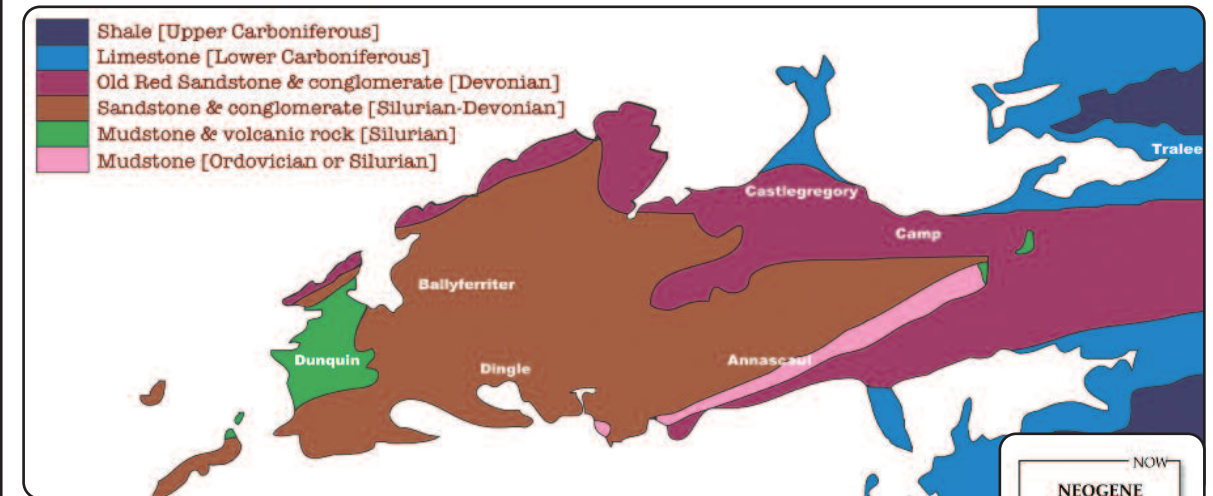 Shale [Upper Carboniferous]
Limestone [Lower Carboniferous]
Old Red Sandstone & conglomerate [Devonian]
Sandstone & conglomerate [Silurian-Devonian]
Mudstone & volcanic rock [Silurian]
Mudstone [Ordovician or Silurian]
Tralee
Castlegregory
Camp
Ballyferriter
Dunquin
Dingle
Annascaul
NOW
NEOGENE